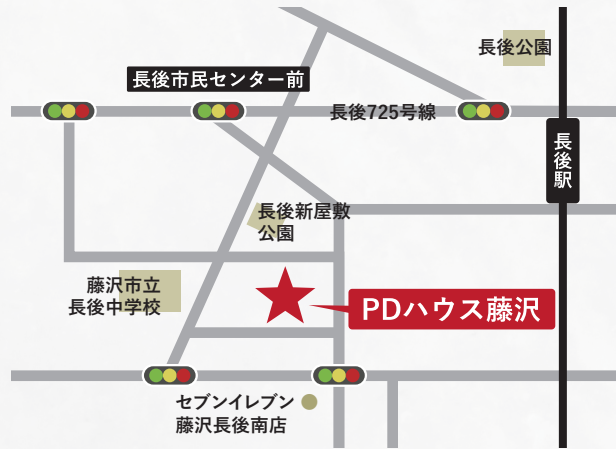 長後公園
長後市民センター前
長後725号線
長後駅
長後新屋敷
公園
藤沢市立
長後中学校
PDハウス藤沢
セブンイレブン
藤沢長後南店